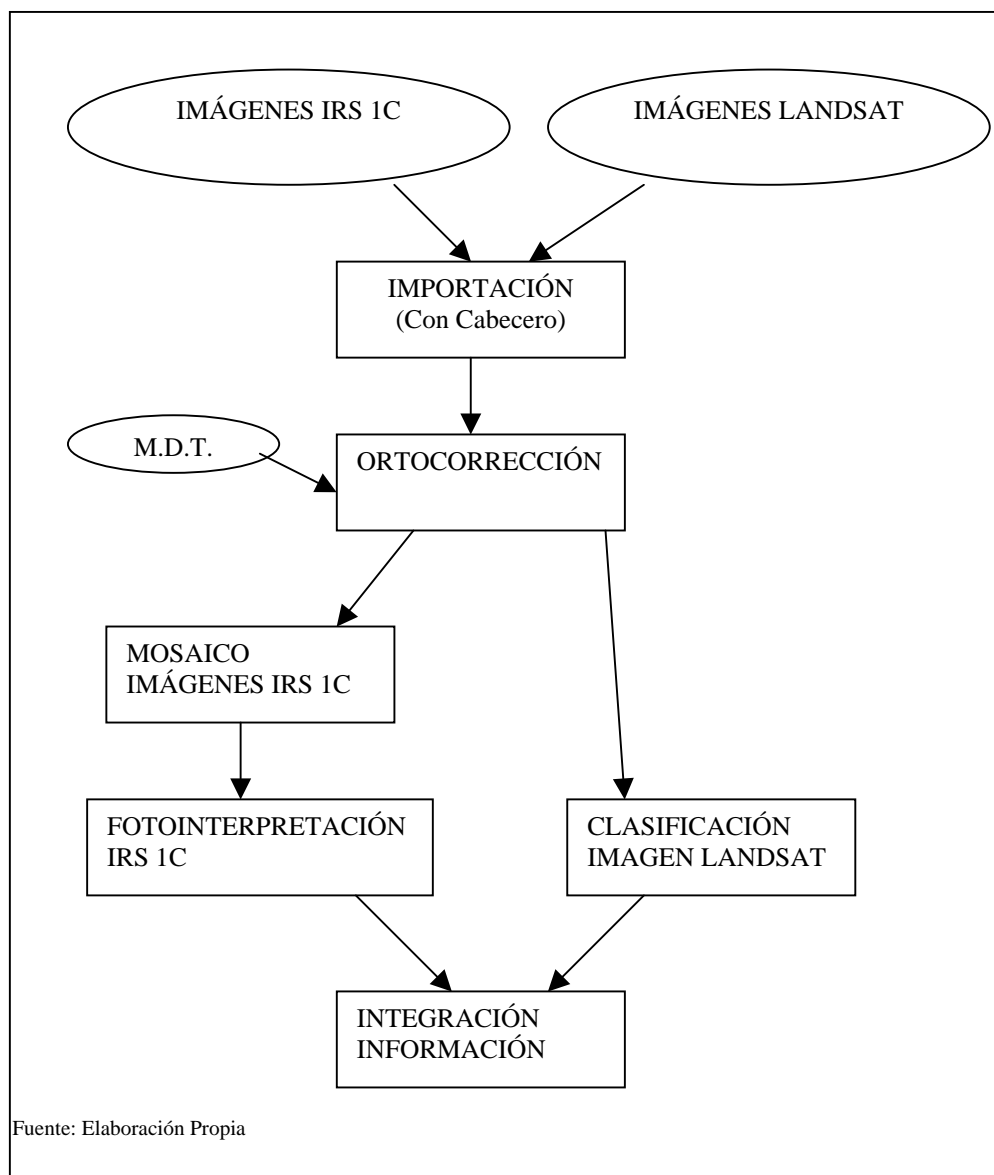 IMÁGENES IRS 1C
IMÁGENES LANDSAT
IMPORTACIÓN
(Con Cabecero)
M.D.T.
ORTOCORRECCIÓN
MOSAICO
IMÁGENES IRS 1C
FOTOINTERPRETACIÓN
IRS 1C
CLASIFICACIÓN
IMAGEN LANDSAT
INTEGRACIÓN
INFORMACIÓN
Fuente: Elaboración Propia